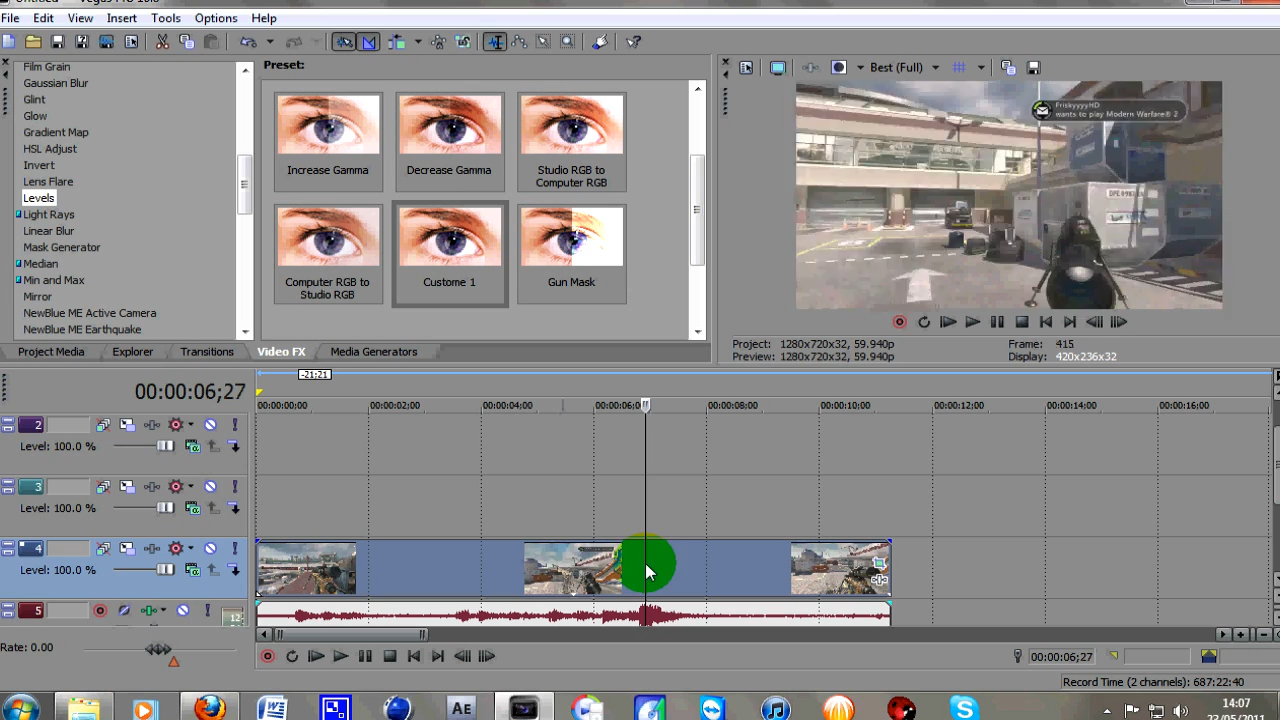 File Edit View Insert Tools Options Help
Film Grain
Gaussian Blur
Glint
Glow
Gradient Map
HSL Adjust
Invert
Lens Flare
Levels
Light Rays
Linear Blur
Mask Generator
Median
Min and Max
Mirror
NewBlue ME Active Camera
NewBlue ME Earthquake
Preset:
Increase Gamma
Decrease Gamma
Studio RGB to
Computer RGB
Computer RGB to
Studio RGB
Custome 1
Gun Mask
Best (Full)
FriskyyyyHD
wants to play Modern Warfare® 2
Project: 1280x720x32, 59.940p
Frame: 415
Preview: 1280x720x32, 59.940p
Display: 420x236x32
Project Media Explorer Transitions Video FX Media Generators
-21;21
00:00:06;27
00:00:00;00 00:00:02;00 00:00:04;00 00:00:06;0 00:00:08;00 00:00:10;00 00:00:12;00 00:00:14;00 00:00:16;00
2
Level: 100.0 %
3
Level: 100.0 %
4
Level: 100.0 %
5
12
Rate: 0.00
00:00:06;27
Record Time (2 channels): 687:22:40
AE
14:07
22/05/2011